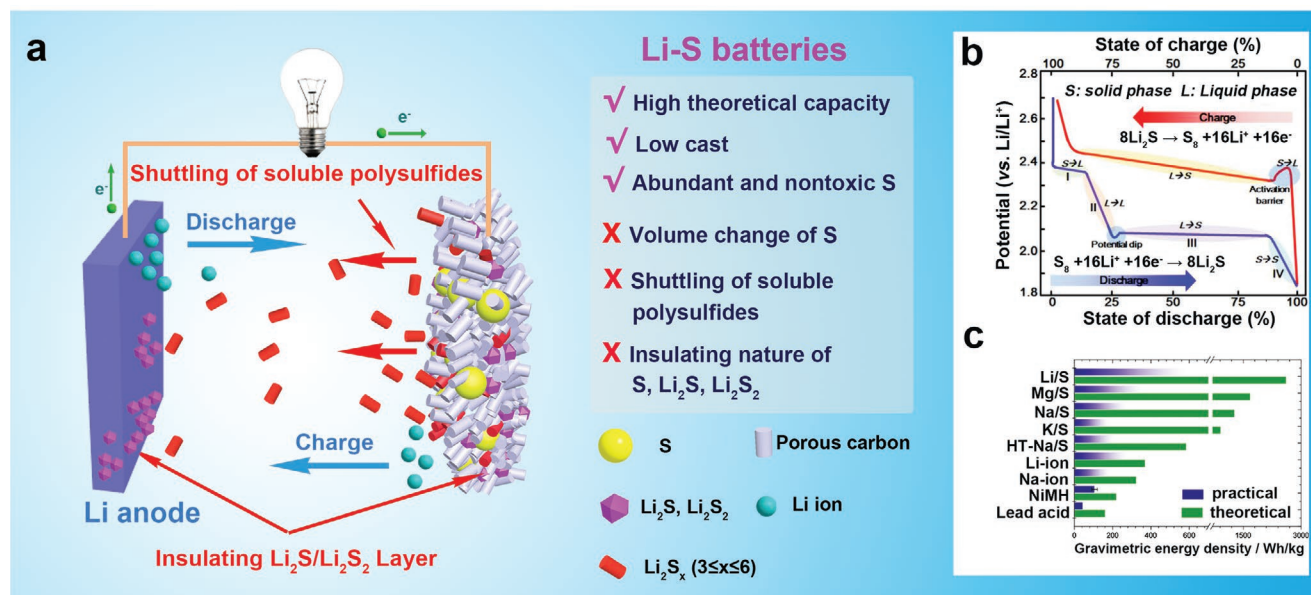 a
e-
e-
Shuttling of soluble polysulfides
Discharge
Charge
Li anode
Insulating Li₂S/Li₂S₂ Layer
Li-S batteries
√ High theoretical capacity
√ Low cast
√ Abundant and nontoxic S
X Volume change of S
X Shuttling of soluble
polysulfides
X Insulating nature of
S, Li₂S, Li₂S₂
S
Porous carbon
Li₂S, Li₂S₂
Li ion
Li₂Sₓ (3≤x≤6)
b
State of charge (%)
100 75 50 25 0
2.8
2.6
2.4
2.2
2.0
1.8
Potential (vs. Li/Li⁺)
S: solid phase L: Liquid phase
Charge
8Li₂S → S₈ +16Li⁺ +16e⁻
S→L
I
L→S
S→L
Activation
barrier
II
L→L
Potential dip
L→S
III
S→S
IV
S₈ +16Li⁺ +16e⁻ → 8Li₂S
Discharge
0 25 50 75 100
State of discharge (%)
c
Li/S
Mg/S
Na/S
K/S
HT-Na/S
Li-ion
Na-ion
NiMH
Lead acid
practical
theoretical
0 200 400 600 1500 3000
Gravimetric energy density / Wh/kg